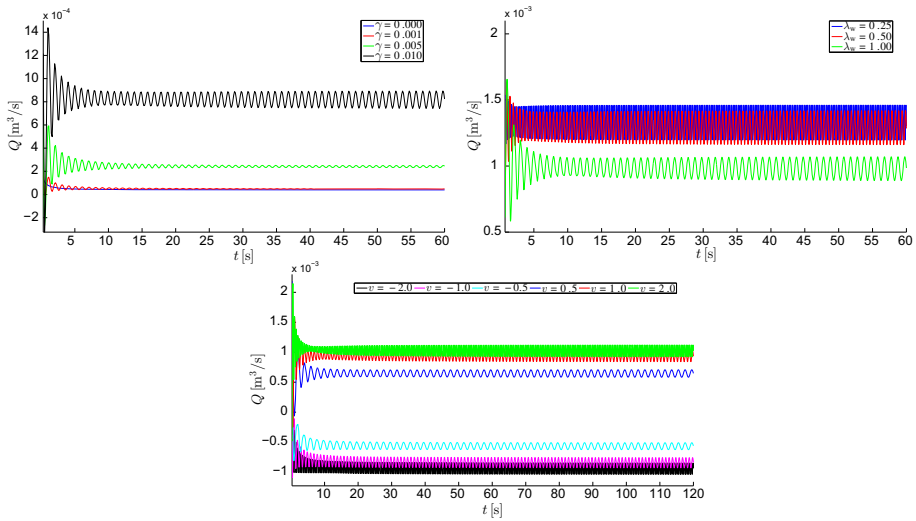 x 10⁻⁴
γ = 0.000
γ = 0.001
γ = 0.005
γ = 0.010
14
12
10
8
6
4
2
0
−2
Q [m³/s]
5 10 15 20 25 30 35 40 45 50 55 60
t [s]
x 10⁻³
λw = 0.25
λw = 0.50
λw = 1.00
2
1.5
1
0.5
Q [m³/s]
5 10 15 20 25 30 35 40 45 50 55 60
t [s]
x 10⁻³
v = −2.0 v = −1.0 v = −0.5 v = 0.5 v = 1.0 v = 2.0
2
1.5
1
0.5
0
−0.5
−1
Q [m³/s]
10 20 30 40 50 60 70 80 90 100 110 120
t [s]